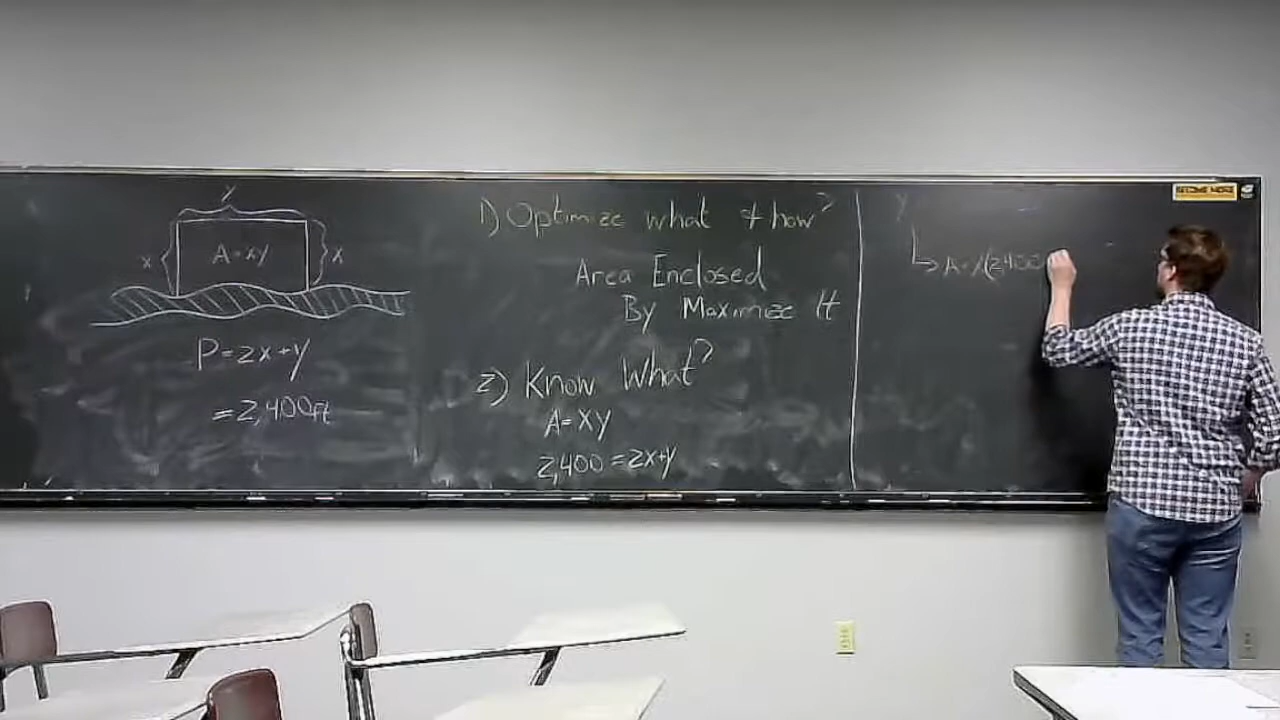 y
x
A=xy
x
P=2x+y
=2,400ft
1) Optimize what & how?
Area Enclosed
By Maximize It
2) Know What?
A=XY
2,400=2x+y
y
A=x(2400